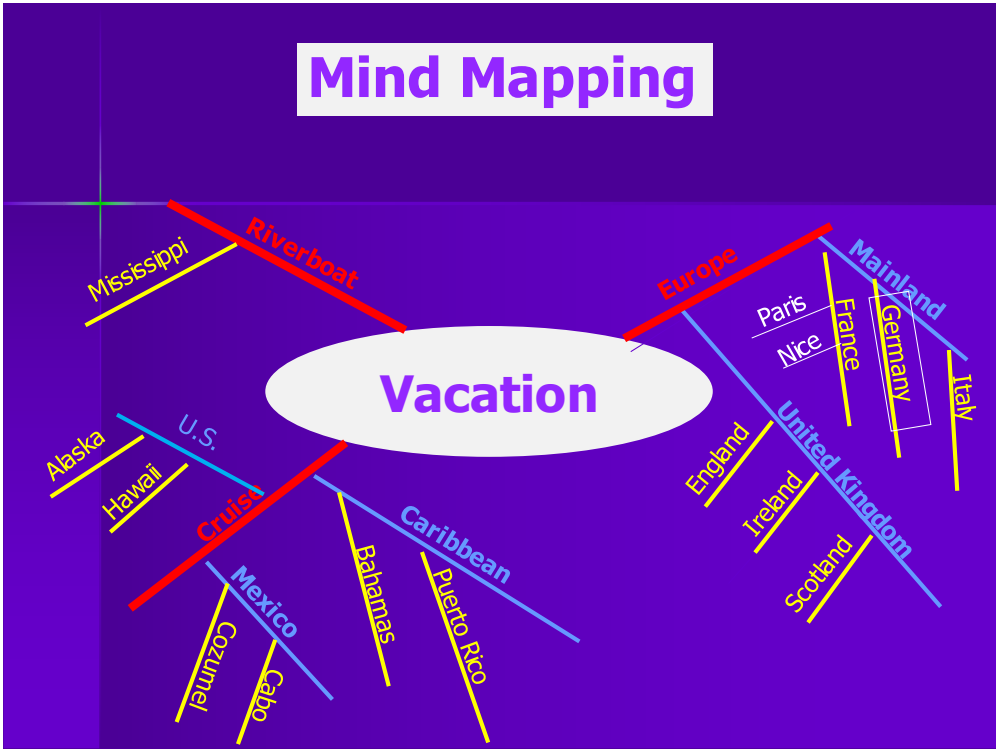 Mind Mapping
Vacation
Riverboat
Mississippi
Europe
Mainland
France
Paris
Nice
Germany
Italy
United Kingdom
England
Ireland
Scotland
Cruise
U.S.
Alaska
Hawaii
Caribbean
Bahamas
Puerto Rico
Mexico
Cozumel
Cabo